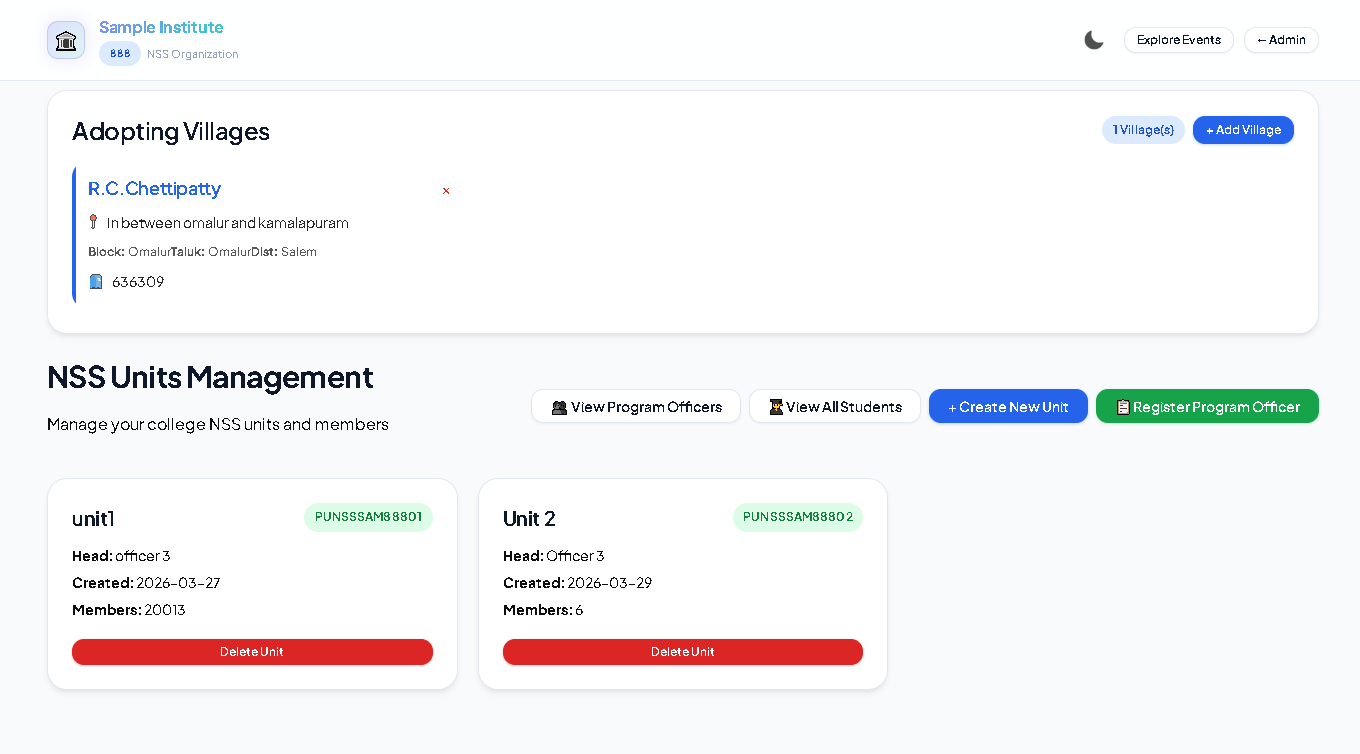 Sample Institute
888 NSS Organization
Explore Events
← Admin
Adopting Villages
1 Village(s)
+ Add Village
R.C.Chettipatty
×
In between omalur and kamalapuram
Block: OmalurTaluk: OmalurDist: Salem
636309
NSS Units Management
Manage your college NSS units and members
View Program Officers
View All Students
+ Create New Unit
Register Program Officer
unit1
PUNSSSAM88801
Head: officer 3
Created: 2026-03-27
Members: 20013
Delete Unit
Unit 2
PUNSSSAM88802
Head: Officer 3
Created: 2026-03-29
Members: 6
Delete Unit